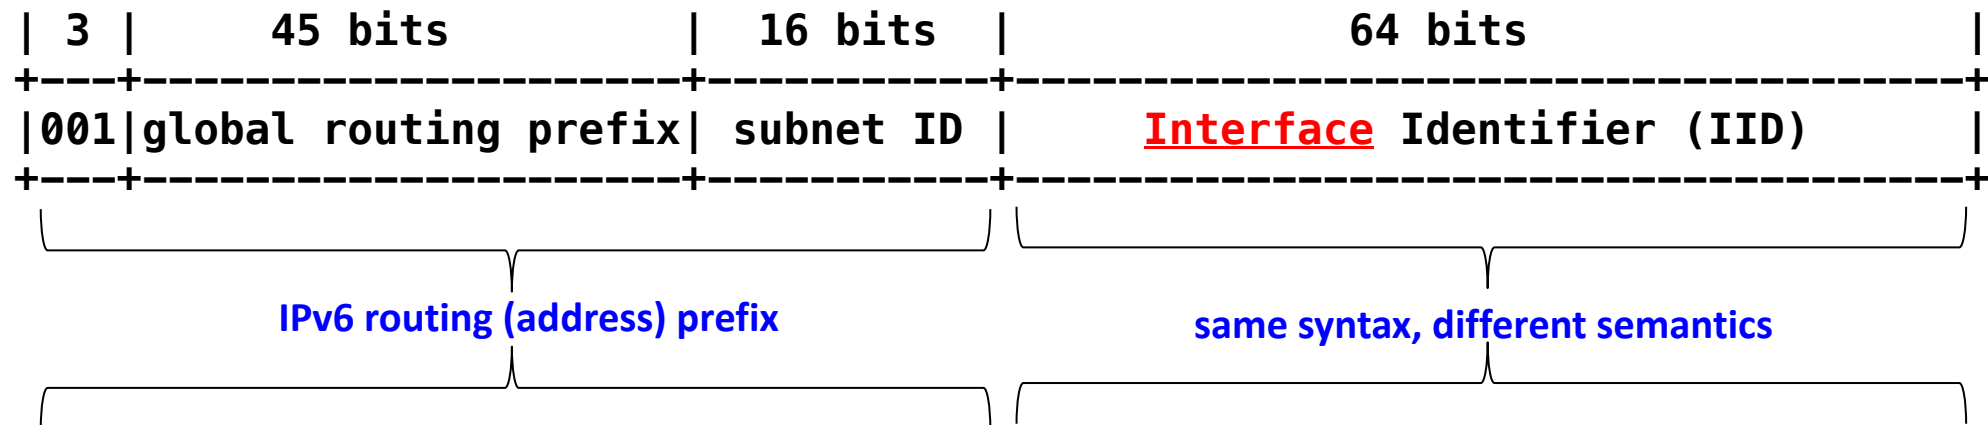 | 3 | 45 bits | 16 bits | 64 bits |
+---+---------------------+-----------+-------------------------------------+
|001|global routing prefix| subnet ID | Interface Identifier (IID) |
+---+---------------------+-----------+-------------------------------------+
IPv6 routing (address) prefix
same syntax, different semantics